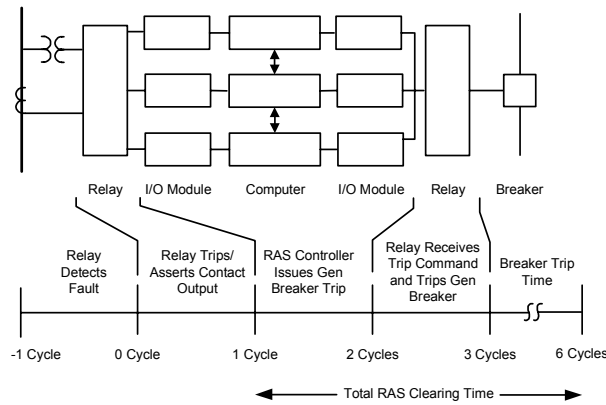 Relay I/O Module Computer I/O Module Relay Breaker
Relay
Detects
Fault
Relay Trips/
Asserts Contact
Output
RAS Controller
Issues Gen
Breaker Trip
Relay Receives
Trip Command
and Trips Gen
Breaker
Breaker Trip
Time
-1 Cycle 0 Cycle 1 Cycle 2 Cycles 3 Cycles 6 Cycles
Total RAS Clearing Time